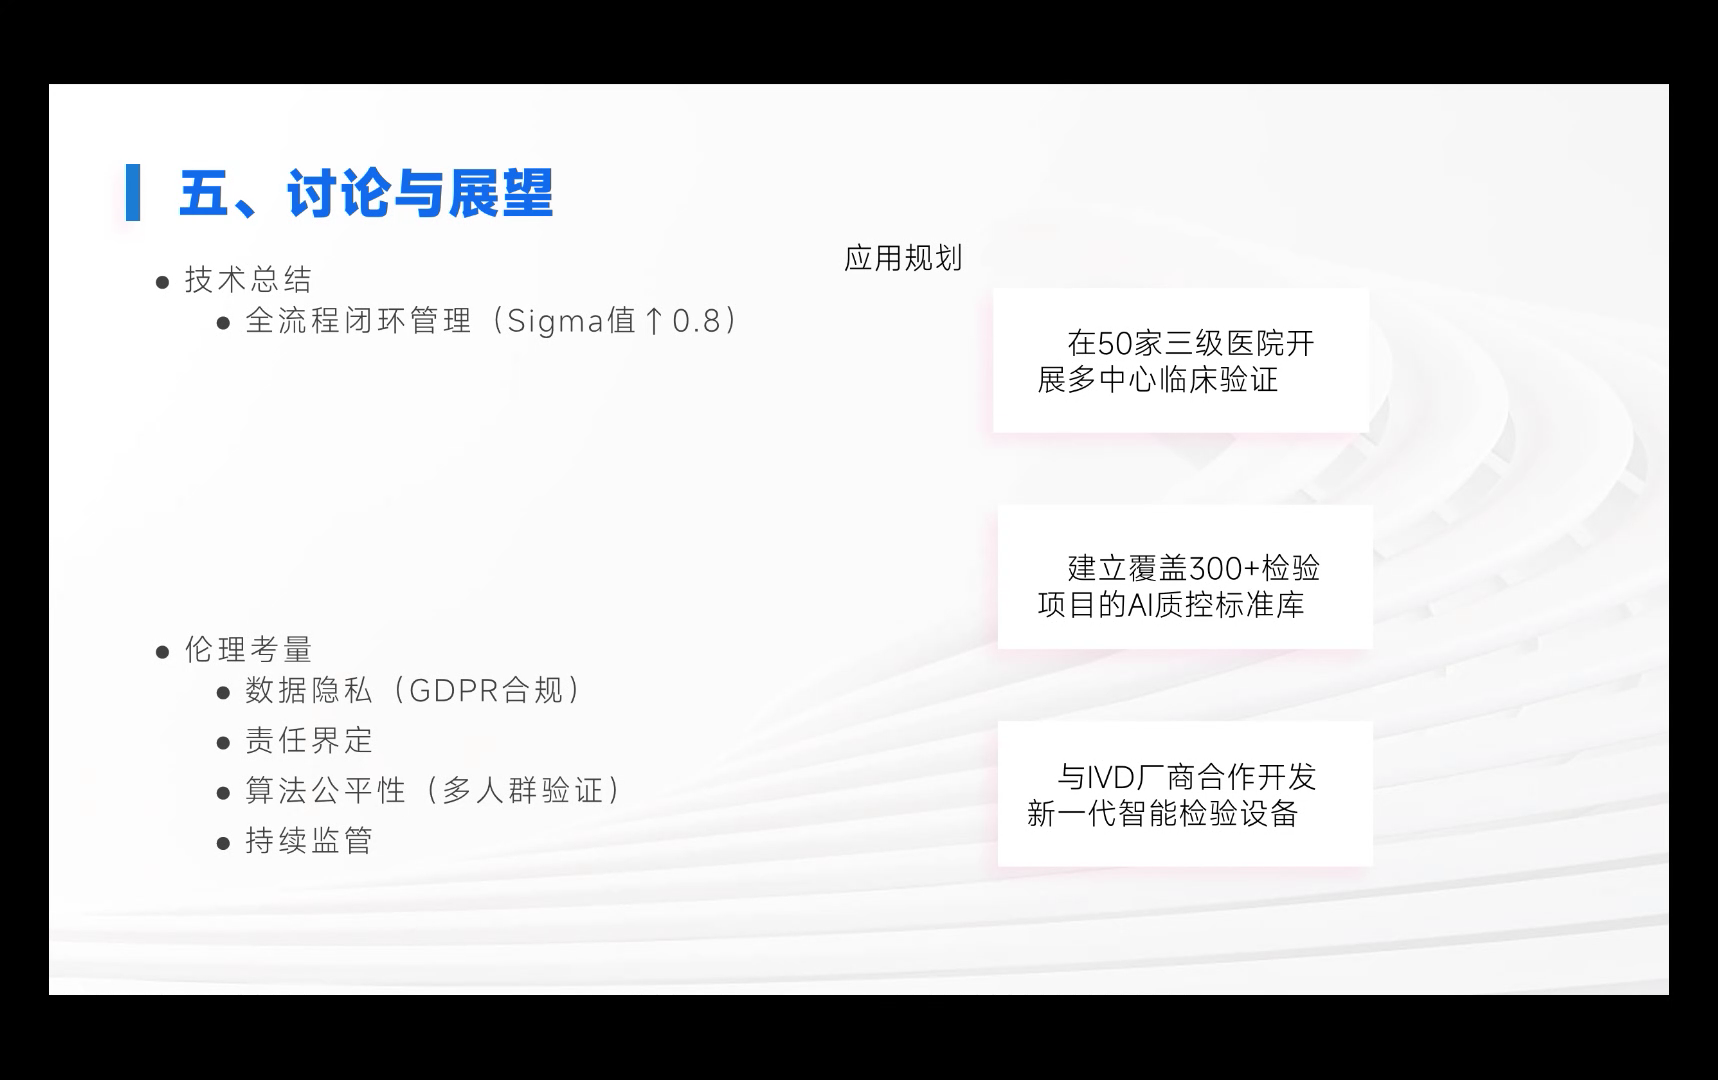 五、讨论与展望
技术总结
全流程闭环管理（Sigma值↑0.8）
伦理考量
数据隐私（GDPR合规）
责任界定
算法公平性（多人群验证）
持续监管
应用规划
在50家三级医院开
展多中心临床验证
建立覆盖300+检验
项目的AI质控标准库
与IVD厂商合作开发
新一代智能检验设备